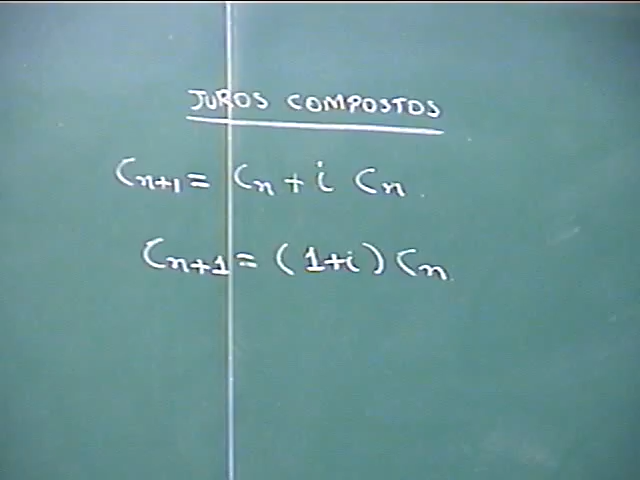 JUROS COMPOSTOS
Cn+1 = Cn + i Cn.
Cn+1 = (1+i) Cn.